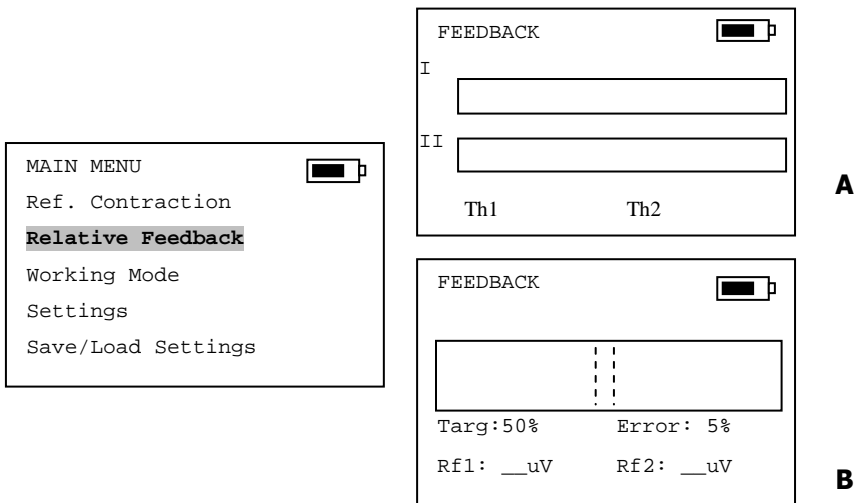 MAIN MENU
Ref. Contraction
Relative Feedback
Working Mode
Settings
Save/Load Settings
FEEDBACK
I
II
Th1 Th2
A
FEEDBACK
Targ:50% Error: 5%
Rf1: __uV Rf2: __uV
B